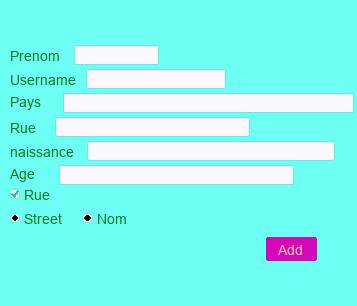 Prenom
Username
Pays
Rue
naissance
Age
Rue
Street Nom
Add